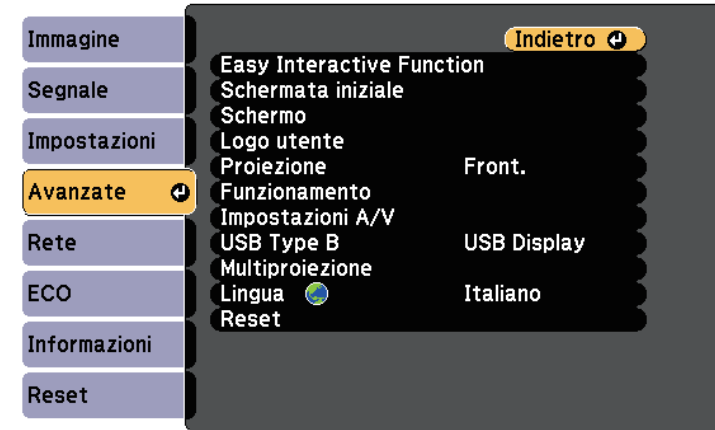 Immagine
Segnale
Impostazioni
Avanzate
Rete
ECO
Informazioni
Reset
Indietro
Easy Interactive Function
Schermata iniziale
Schermo
Logo utente
Proiezione Front.
Funzionamento
Impostazioni A/V
USB Type B USB Display
Multiproiezione
Lingua Italiano
Reset